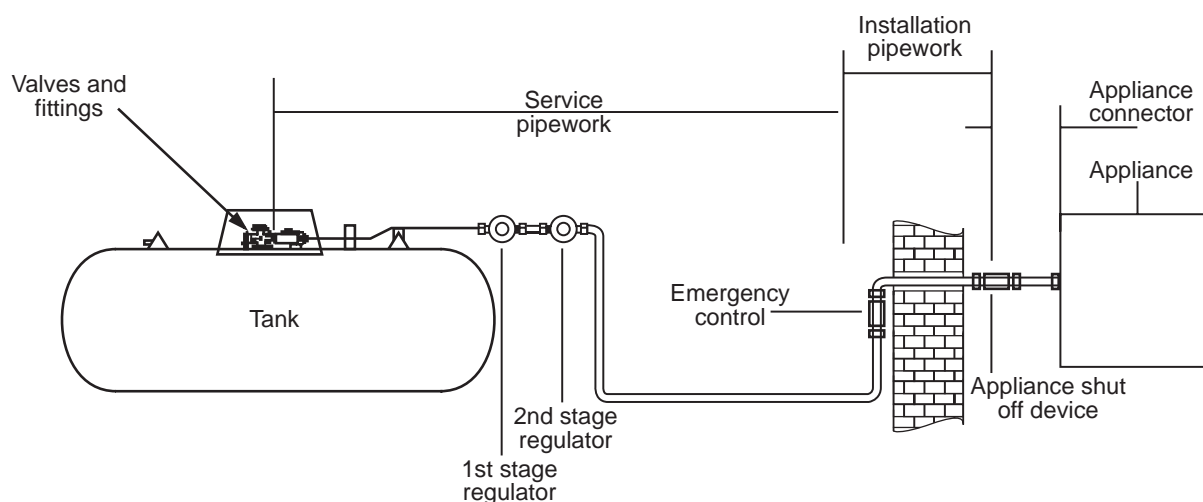 Installation
pipework
Valves and
fittings
Service
pipework
Appliance
connector
Appliance
Tank
Emergency
control
Appliance shut
off device
2nd stage
regulator
1st stage
regulator